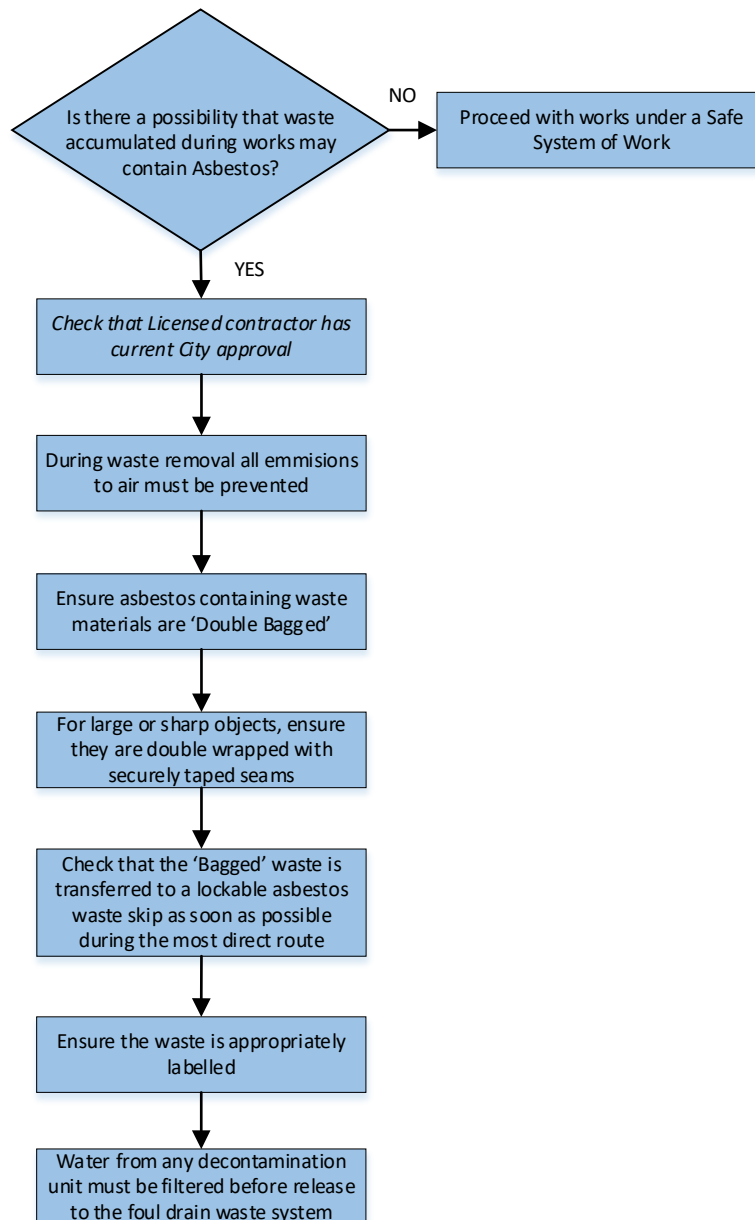 Is there a possibility that waste
accumulated during works may
contain Asbestos?
NO
Proceed with works under a Safe
System of Work
YES
Check that Licensed contractor has
current City approval
During waste removal all emmisions
to air must be prevented
Ensure asbestos containing waste
materials are ‘Double Bagged’
For large or sharp objects, ensure
they are double wrapped with
securely taped seams
Check that the ‘Bagged’ waste is
transferred to a lockable asbestos
waste skip as soon as possible
during the most direct route
Ensure the waste is appropriately
labelled
Water from any decontamination
unit must be filtered before release
to the foul drain waste system